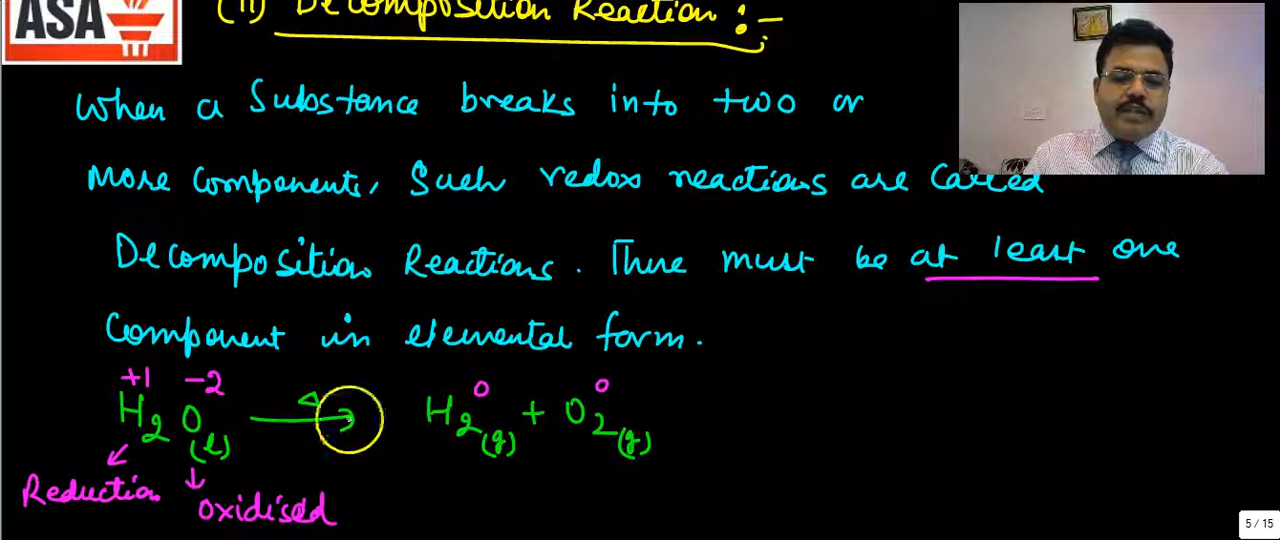 ASA
(ii) Decomposition Reaction :-
When a Substance breaks into two or
more components, Such redox reactions are called
Decomposition Reactions. There must be at least one
Component in elemental form.
+1 -2 0 0
H2O(l) →Δ H2(g) + O2(g)
Reduction
oxidised
5 / 15